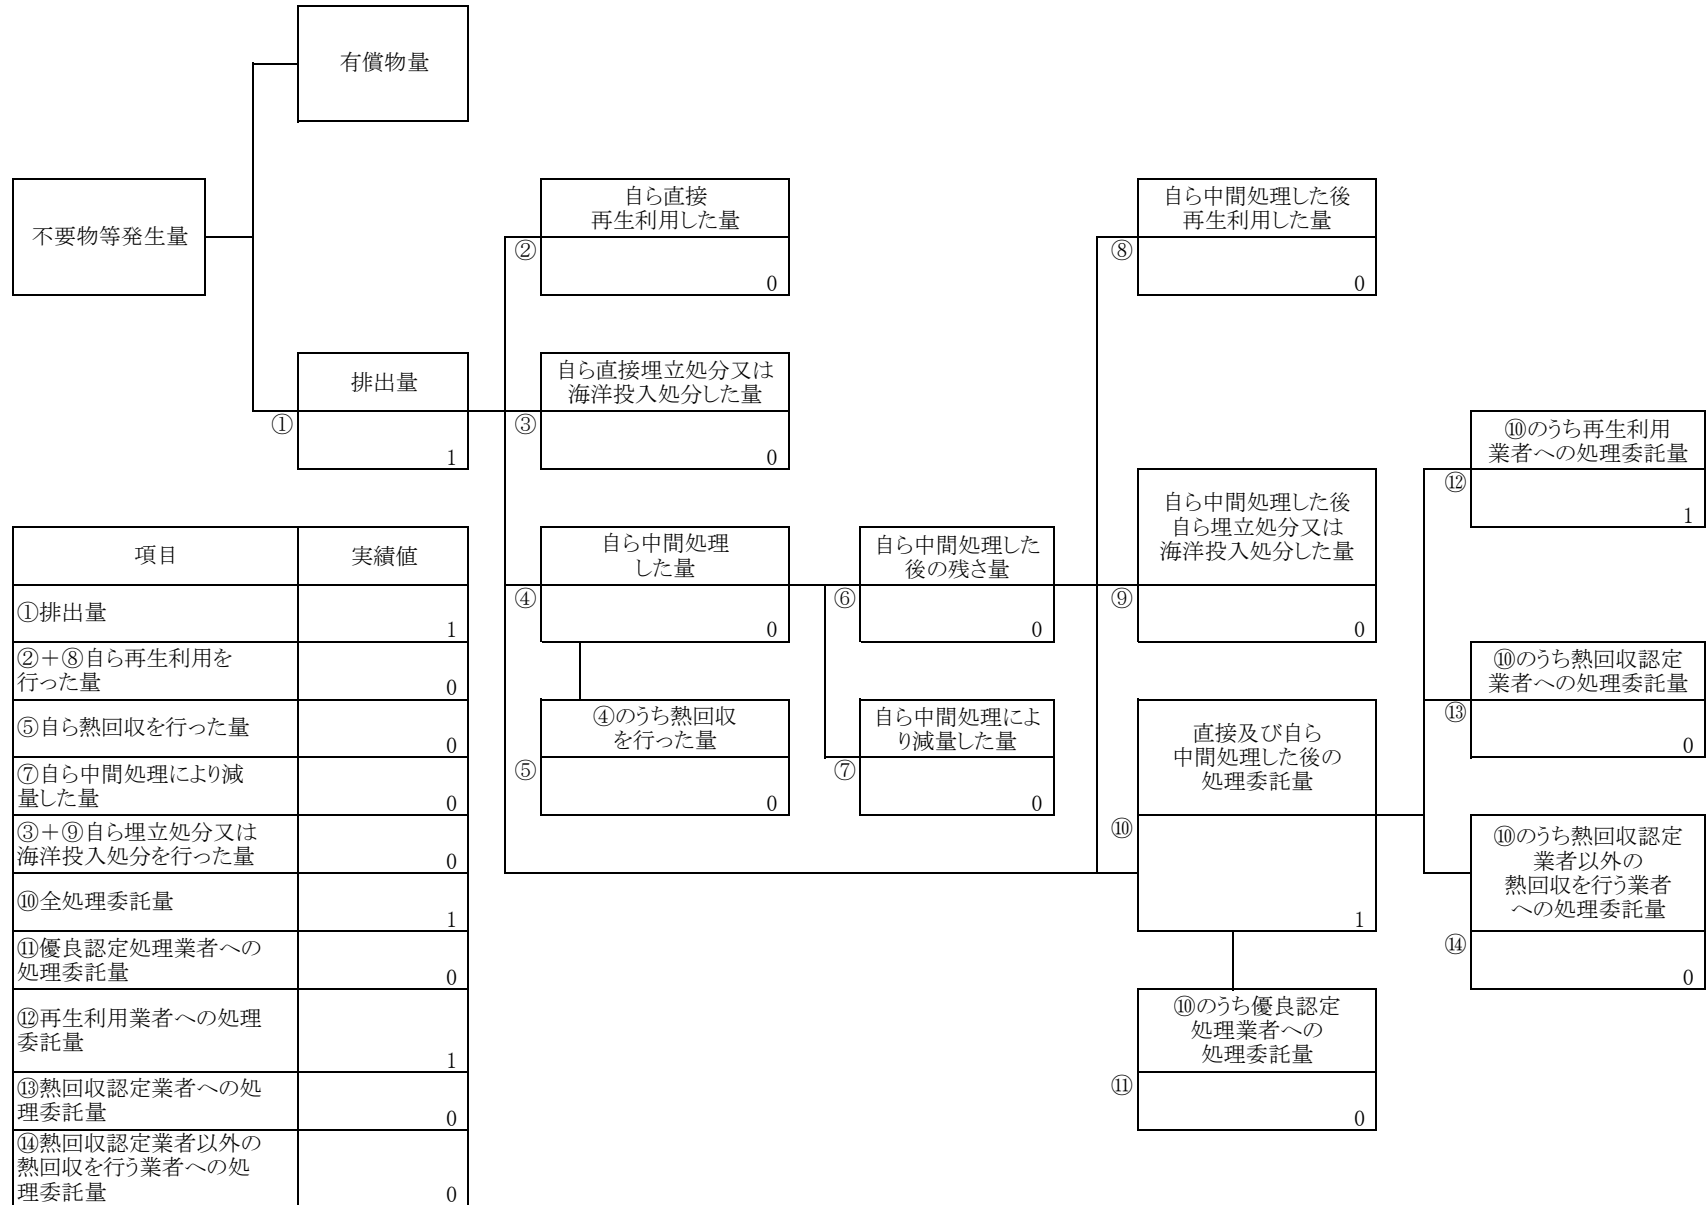 有償物量
不要物等発生量
排出量
①
1
自ら直接
再生利用した量
②
0
自ら直接埋立処分又は
海洋投入処分した量
③
0
自ら中間処理
した量
④
0
④のうち熱回収
を行った量
⑤
0
自ら中間処理した
後の残さ量
⑥
0
自ら中間処理によ
り減量した量
⑦
0
自ら中間処理した後
再生利用した量
⑧
0
自ら中間処理した後
自ら埋立処分又は
海洋投入処分した量
⑨
0
直接及び自ら
中間処理した後の
処理委託量
⑩
1
⑩のうち優良認定
処理業者への
処理委託量
⑪
0
⑩のうち再生利用
業者への処理委託量
⑫
1
⑩のうち熱回収認定
業者への処理委託量
⑬
0
⑩のうち熱回収認定
業者以外の
熱回収を行う業者
への処理委託量
⑭
0
項目 実績値
①排出量
1
②＋⑧自ら再生利用を
行った量
0
⑤自ら熱回収を行った量
0
⑦自ら中間処理により減
量した量
0
③＋⑨自ら埋立処分又は
海洋投入処分を行った量
0
⑩全処理委託量
1
⑪優良認定処理業者への
処理委託量
0
⑫再生利用業者への処理
委託量
1
⑬熱回収認定業者への処
理委託量
0
⑭熱回収認定業者以外の
熱回収を行う業者への処
理委託量
0